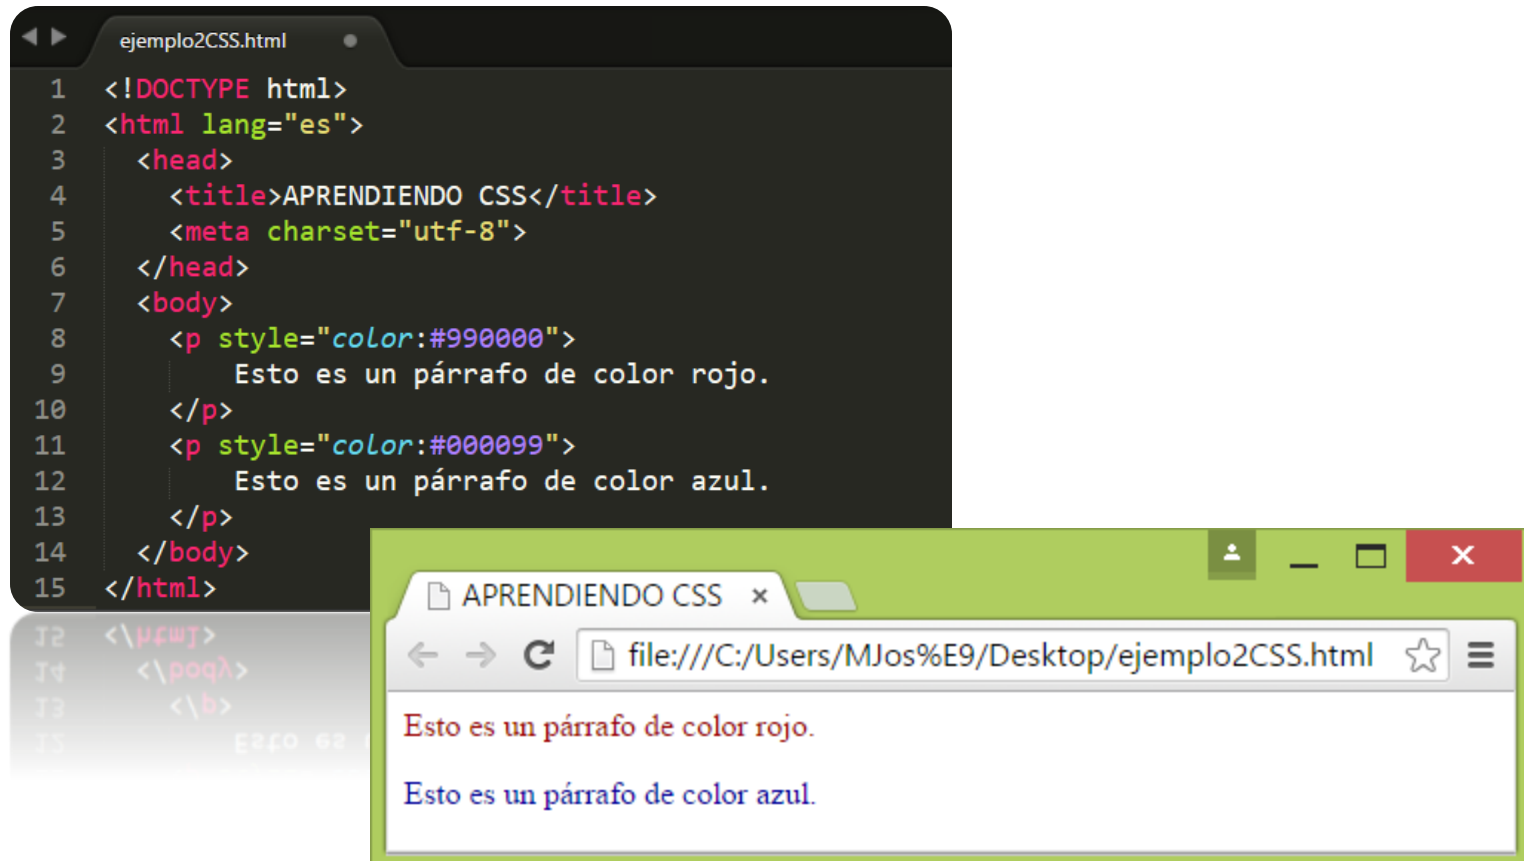 ejemplo2CSS.html
1 <!DOCTYPE html>
2 <html lang="es">
3 <head>
4 <title>APRENDIENDO CSS</title>
5 <meta charset="utf-8">
6 </head>
7 <body>
8 <p style="color:#990000">
9 Esto es un párrafo de color rojo.
10 </p>
11 <p style="color:#000099">
12 Esto es un párrafo de color azul.
13 </p>
14 </body>
15 </html>
APRENDIENDO CSS
file:///C:/Users/MJos%E9/Desktop/ejemplo2CSS.html
Esto es un párrafo de color rojo.
Esto es un párrafo de color azul.